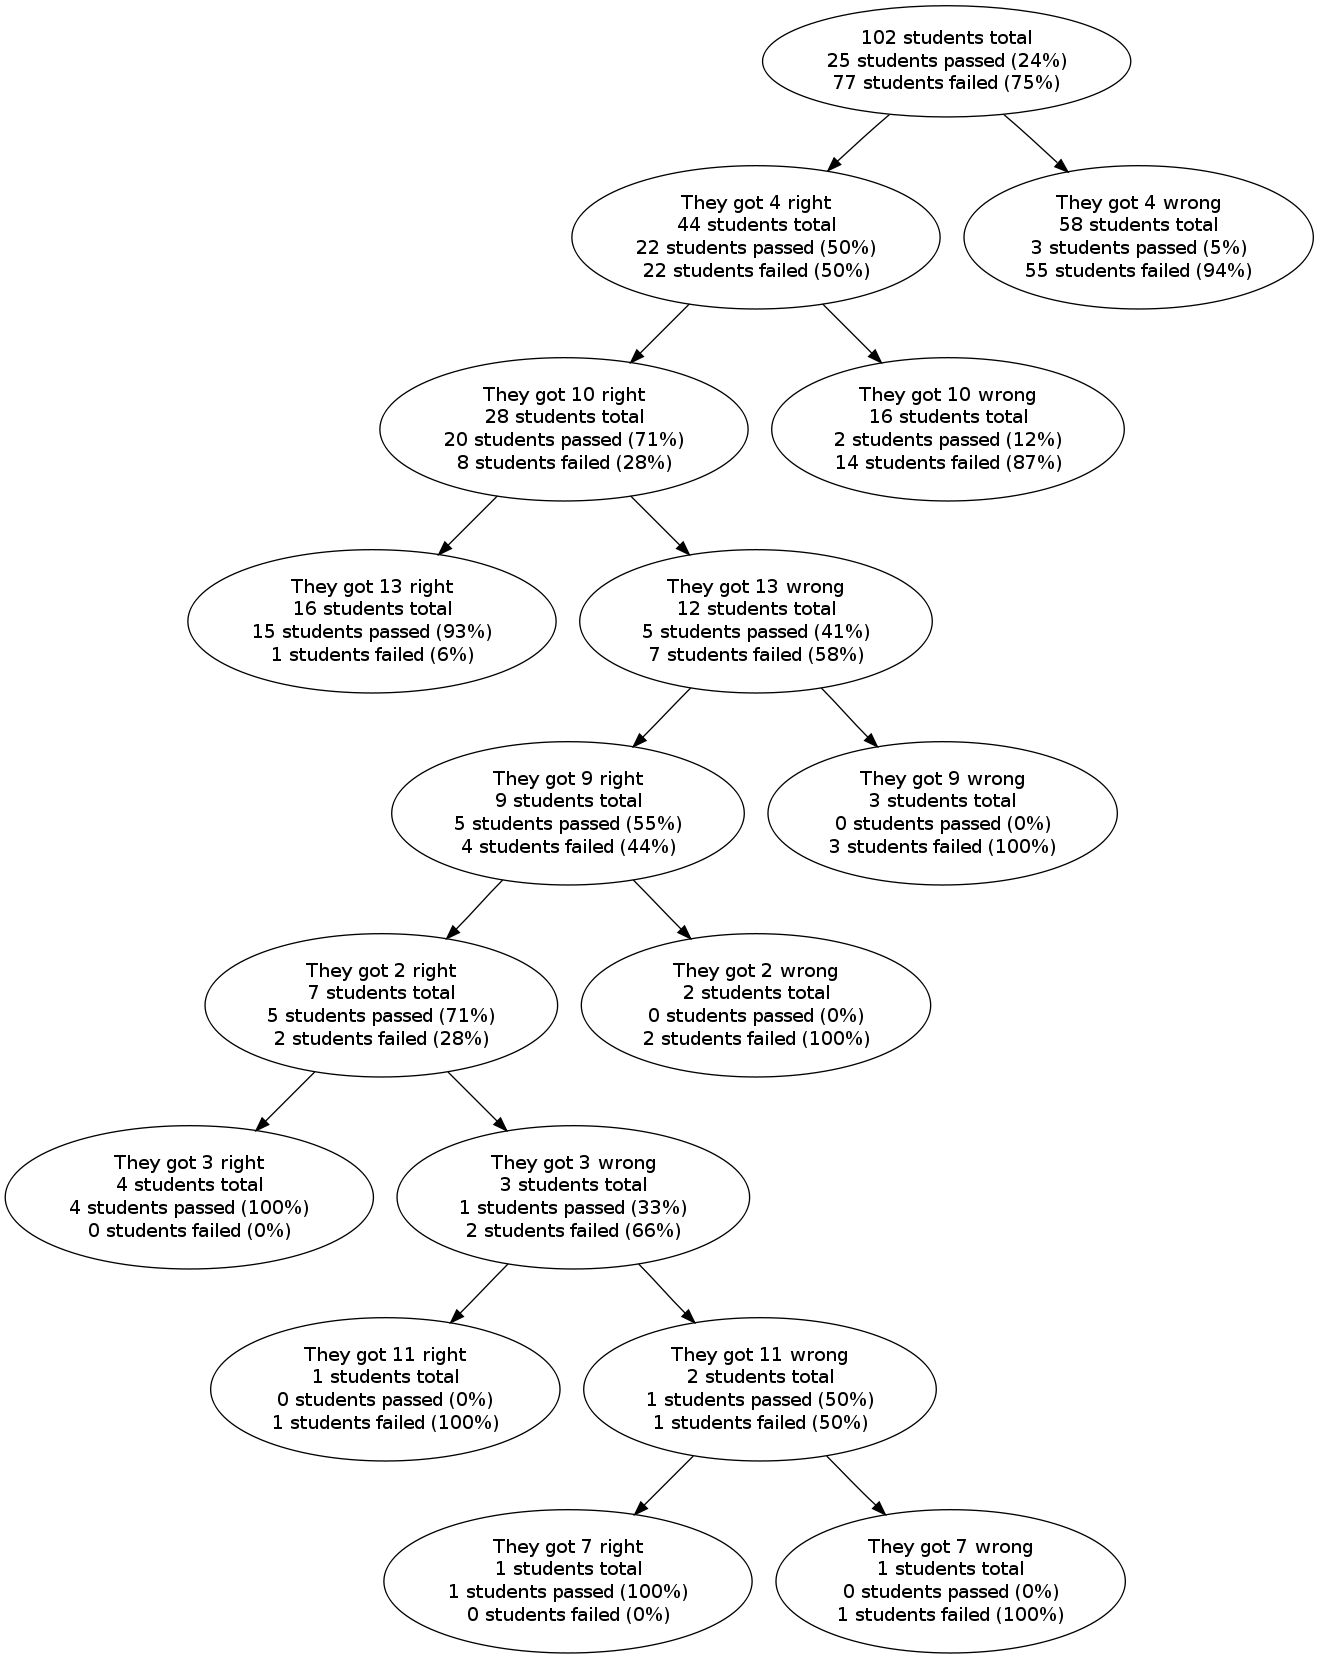 102 students total
25 students passed (24%)
77 students failed (75%)
They got 4 right
44 students total
22 students passed (50%)
22 students failed (50%)
They got 4 wrong
58 students total
3 students passed (5%)
55 students failed (94%)
They got 10 right
28 students total
20 students passed (71%)
8 students failed (28%)
They got 10 wrong
16 students total
2 students passed (12%)
14 students failed (87%)
They got 13 right
16 students total
15 students passed (93%)
1 students failed (6%)
They got 13 wrong
12 students total
5 students passed (41%)
7 students failed (58%)
They got 9 right
9 students total
5 students passed (55%)
4 students failed (44%)
They got 9 wrong
3 students total
0 students passed (0%)
3 students failed (100%)
They got 2 right
7 students total
5 students passed (71%)
2 students failed (28%)
They got 2 wrong
2 students total
0 students passed (0%)
2 students failed (100%)
They got 3 right
4 students total
4 students passed (100%)
0 students failed (0%)
They got 3 wrong
3 students total
1 students passed (33%)
2 students failed (66%)
They got 11 right
1 students total
0 students passed (0%)
1 students failed (100%)
They got 11 wrong
2 students total
1 students passed (50%)
1 students failed (50%)
They got 7 right
1 students total
1 students passed (100%)
0 students failed (0%)
They got 7 wrong
1 students total
0 students passed (0%)
1 students failed (100%)